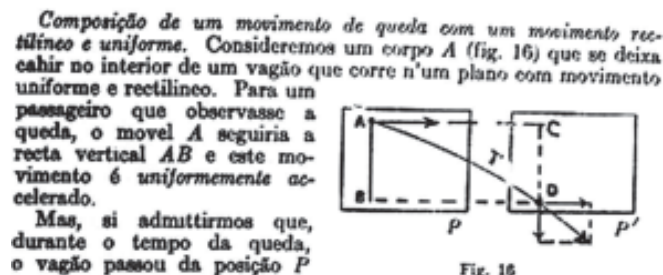 Composição de um movimento de queda com um movimento rec-
tilineo e uniforme. Consideremos um corpo A (fig. 16) que se deixa
cahir no interior de um vagão que corre n'um plano com movimento
uniforme e rectilineo. Para um
passageiro que observasse a
queda, o movel A seguiria a
recta vertical AB e este mo-
vimento é uniformemente ac-
celerado.
Mas, si admittirmos que,
durante o tempo da queda,
o vagão passou da posição P
A
C
T
B
D
P
P'
Fig. 16